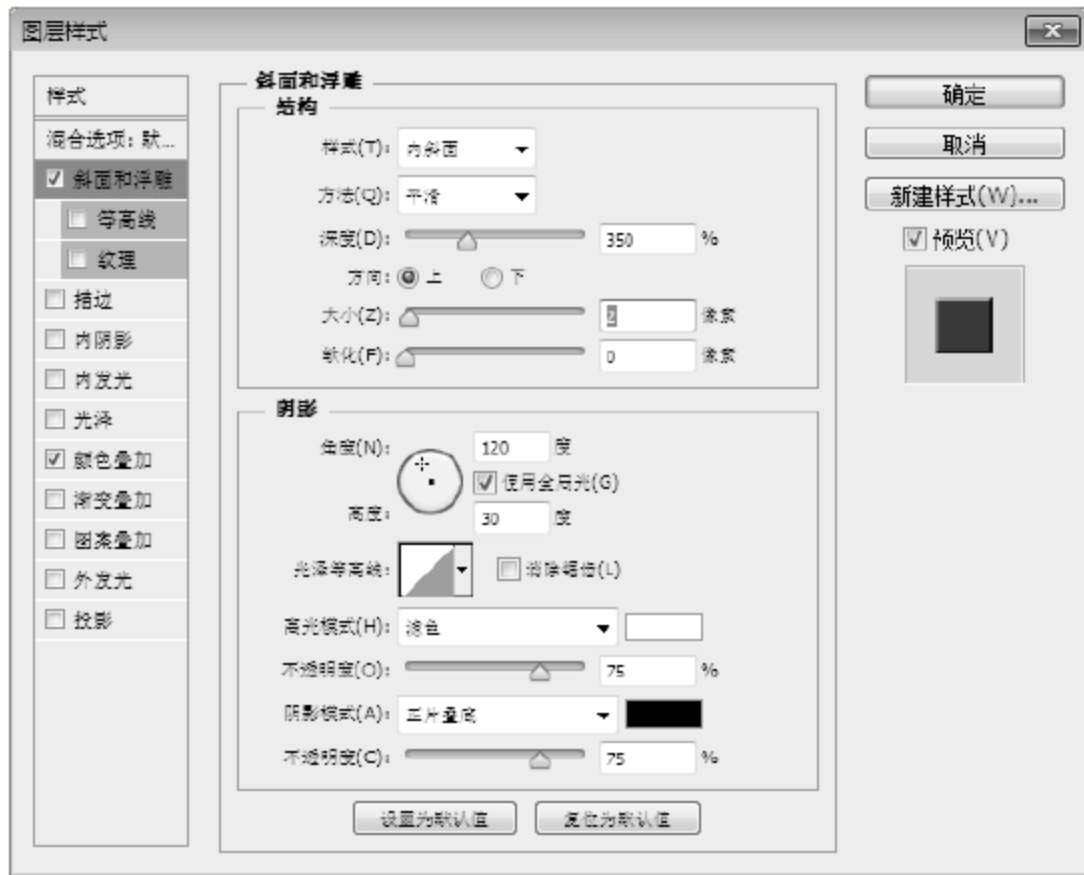 图层样式
样式
混合选项：默...
斜面和浮雕
等高线
纹理
描边
内阴影
内发光
光泽
颜色叠加
渐变叠加
图案叠加
外发光
投影
斜面和浮雕
结构
样式(T): 内斜面
方法(Q): 平滑
深度(D): 350 %
方向: 上 下
大小(Z): 2 像素
软化(F): 0 像素
阴影
角度(N): 120 度
使用全局光(G)
高度: 30 度
光泽等高线: 消除锯齿(L)
高光模式(H): 滤色
不透明度(O): 75 %
阴影模式(A): 正片叠底
不透明度(C): 75 %
设置为默认值 复位为默认值
确定
取消
新建样式(W)...
预览(V)